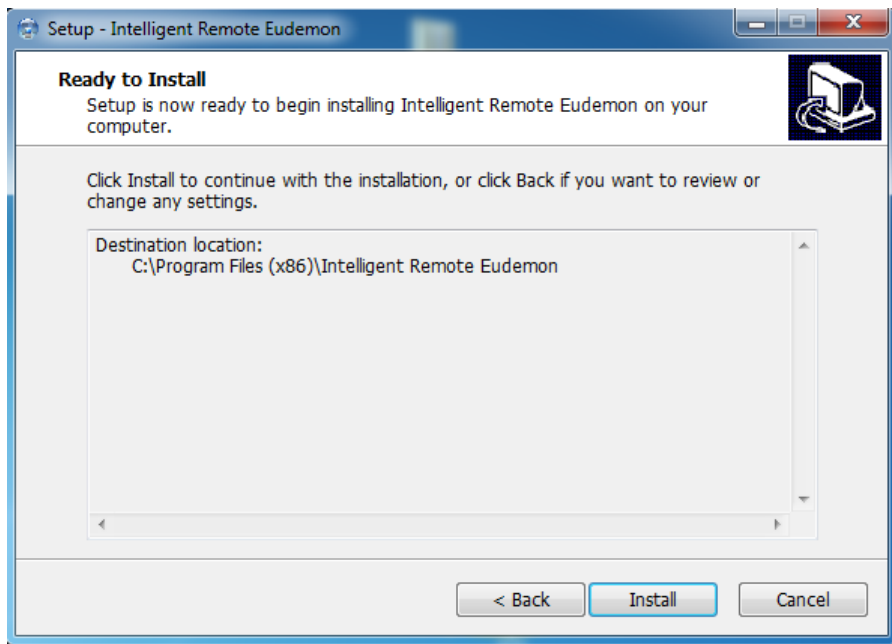 Setup - Intelligent Remote Eudemon
Ready to Install
Setup is now ready to begin installing Intelligent Remote Eudemon on your
computer.
Click Install to continue with the installation, or click Back if you want to review or
change any settings.
Destination location:
C:\Program Files (x86)\Intelligent Remote Eudemon
< Back
Install
Cancel